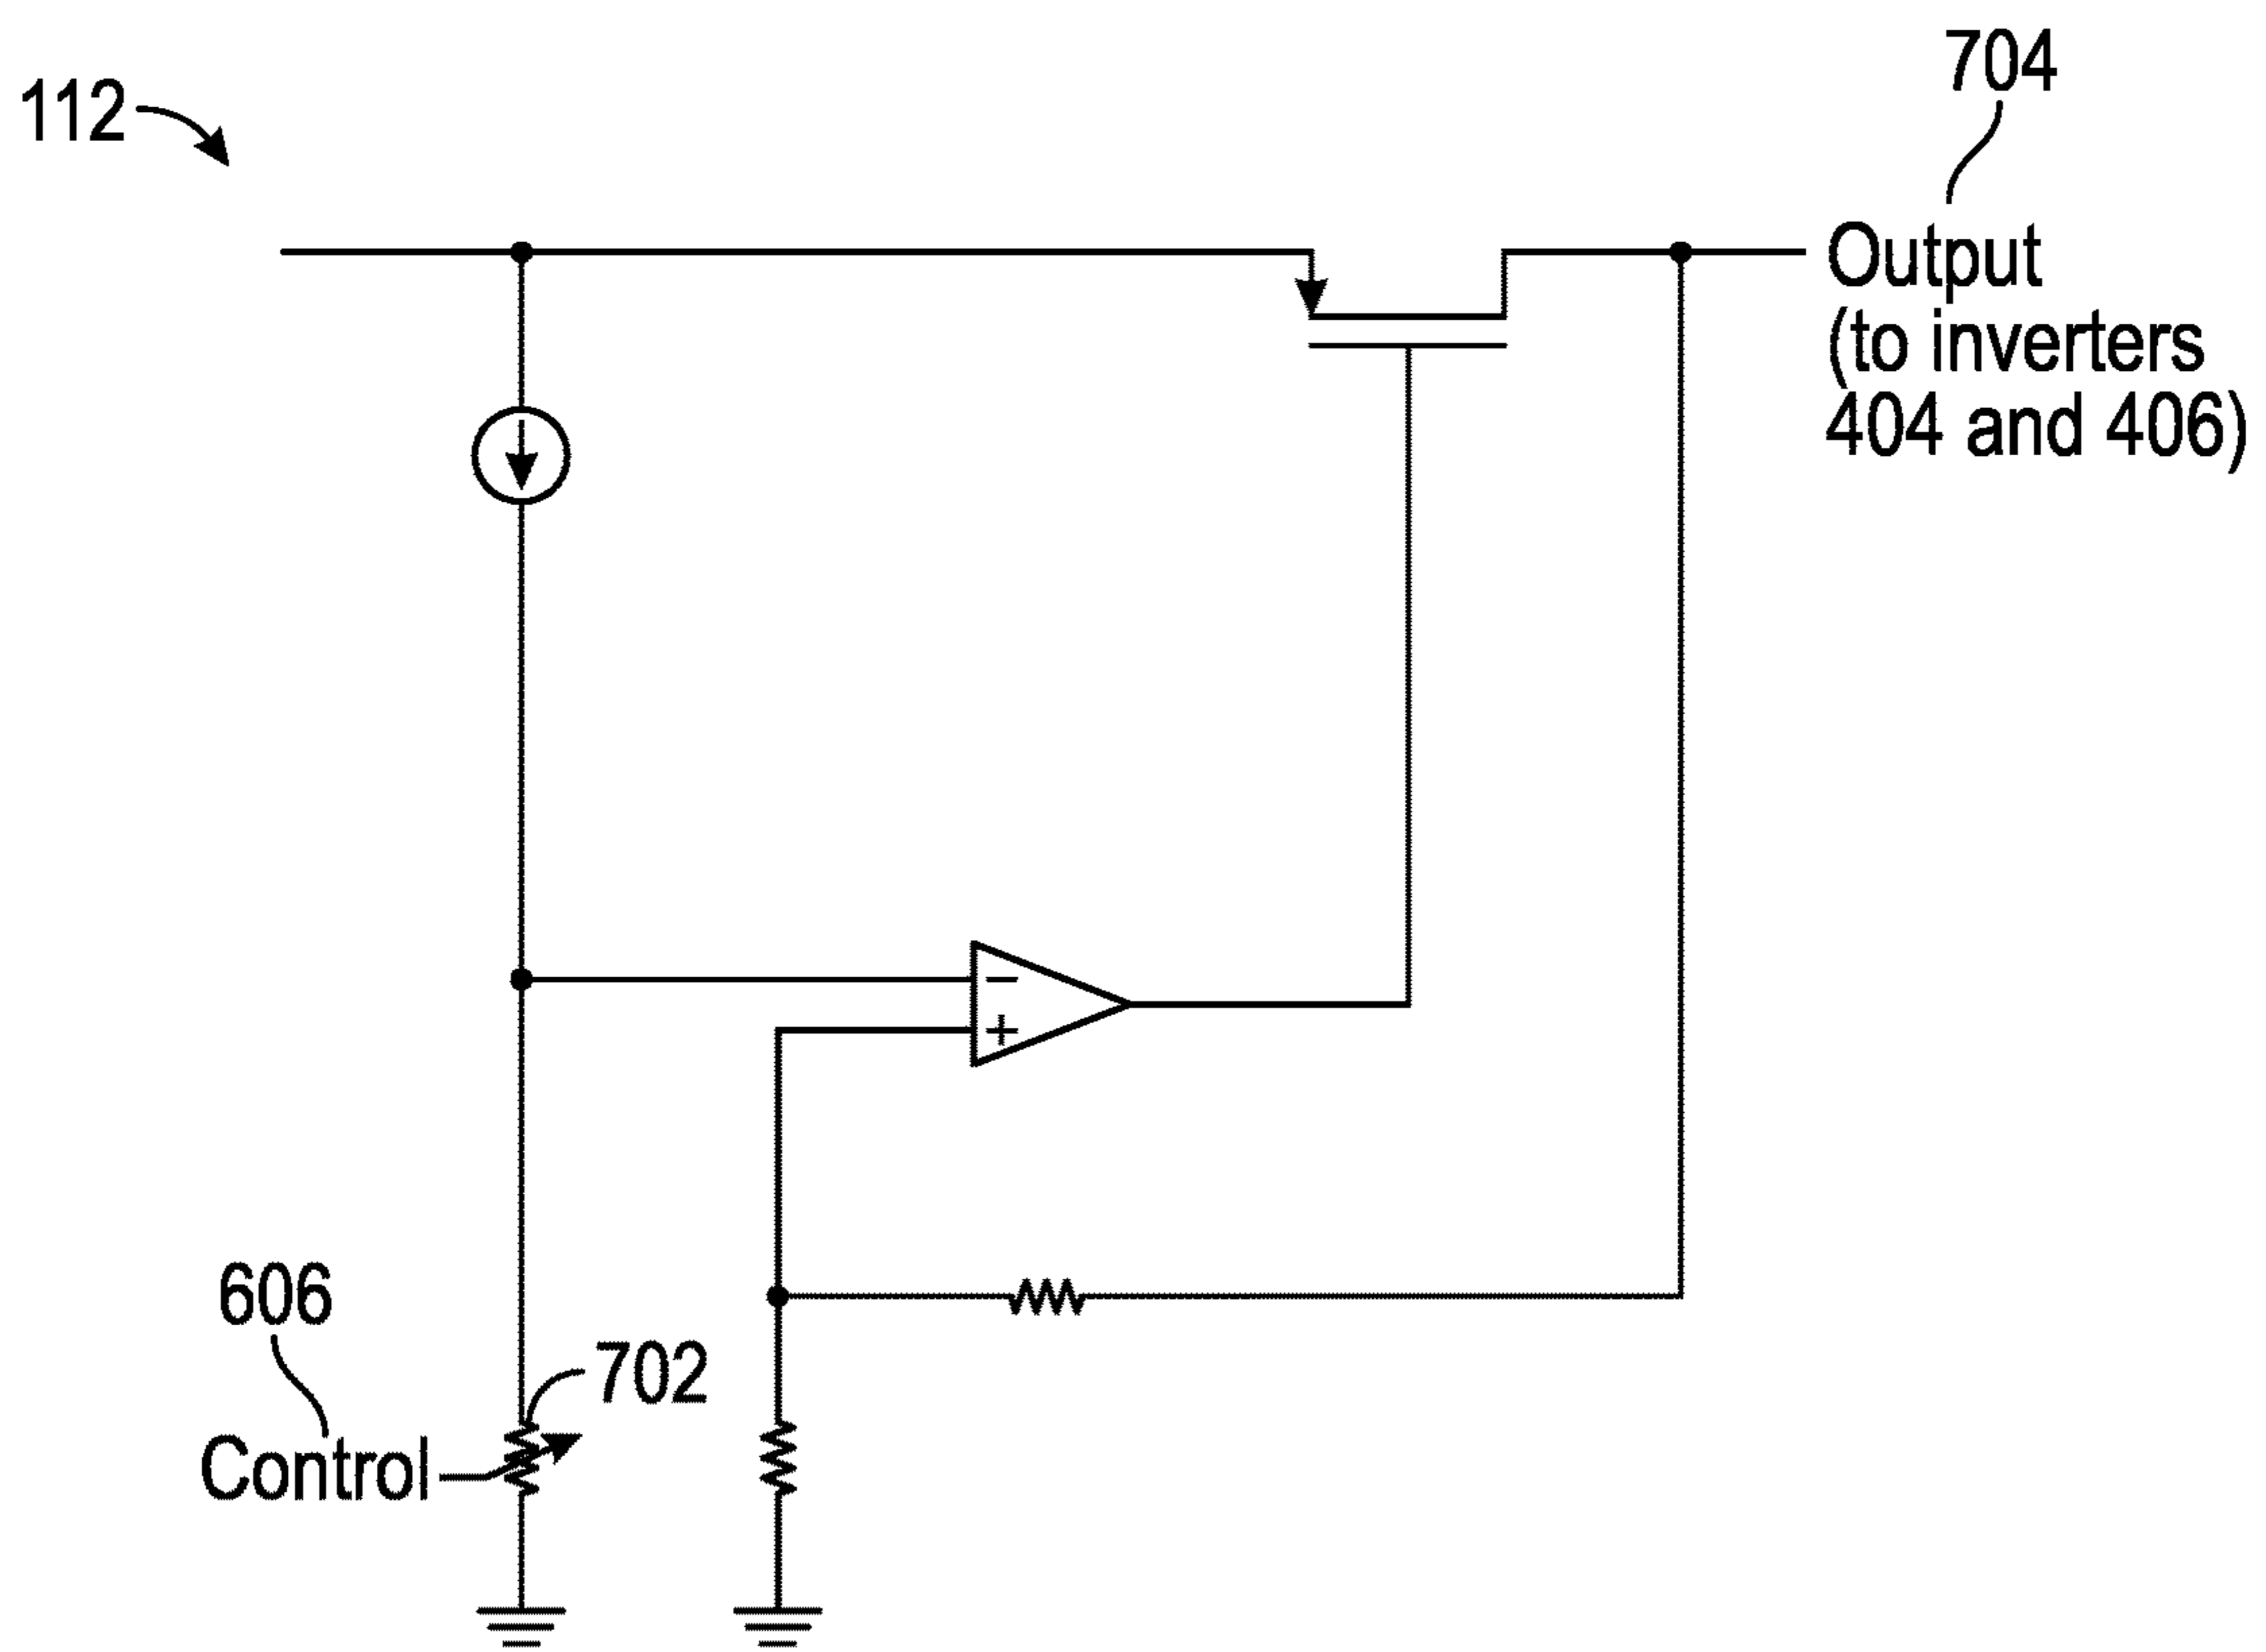 112
704
Output
(to inverters
404 and 406)
−
+
606
702
Control